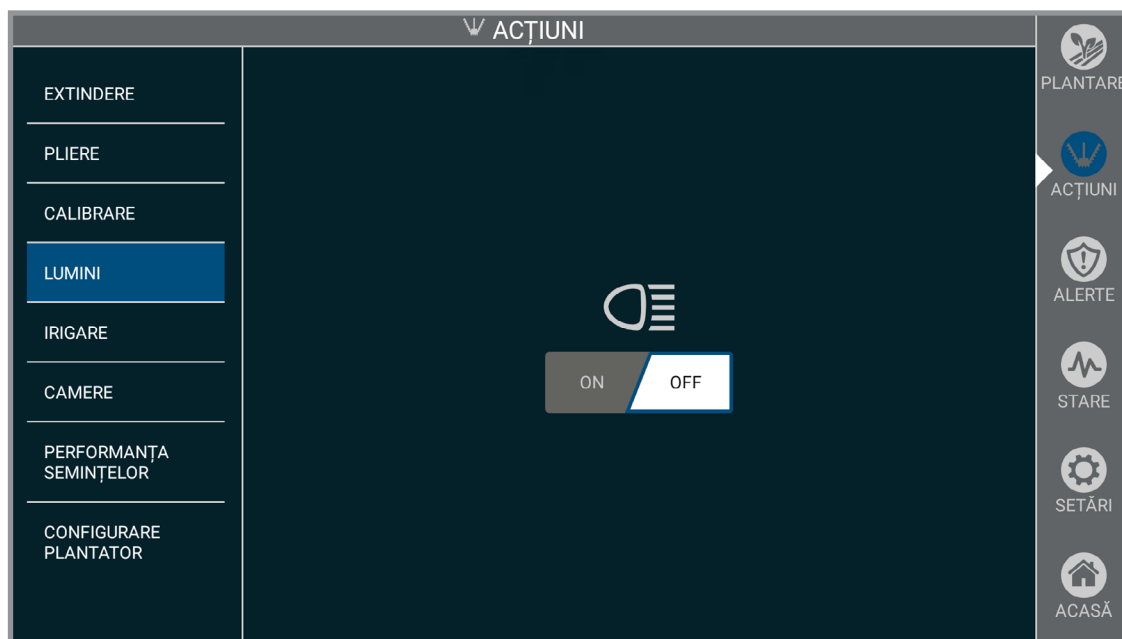 ACȚIUNI
EXTINDERE
PLIERE
CALIBRARE
LUMINI
IRIGARE
CAMERE
PERFORMANȚA
SEMINȚELOR
CONFIGURARE
PLANTATOR
ON
OFF
PLANTARE
ACȚIUNI
ALERTE
STARE
SETĂRI
ACASĂ